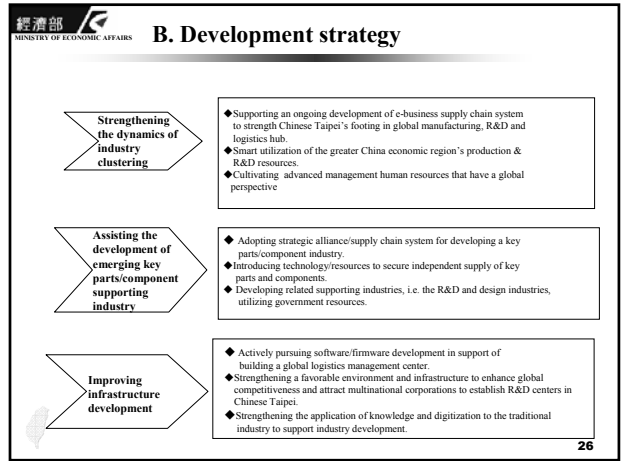 經濟部
MINISTRY OF ECONOMIC AFFAIRS
B. Development strategy
Strengthening
the dynamics of
industry
clustering
◆Supporting an ongoing development of e-business supply chain system
to strength Chinese Taipei's footing in global manufacturing, R&D and
logistics hub.
◆Smart utilization of the greater China economic region's production &
R&D resources.
◆Cultivating advanced management human resources that have a global
perspective
Assisting the
development of
emerging key
parts/component
supporting
industry
◆ Adopting strategic alliance/supply chain system for developing a key
parts/component industry.
◆Introducing technology/resources to secure independent supply of key
parts and components.
◆ Developing related supporting industries, i.e. the R&D and design industries,
utilizing government resources.
Improving
infrastructure
development
◆ Actively pursuing software/firmware development in support of
building a global logistics management center.
◆Strengthening a favorable environment and infrastructure to enhance global
competitiveness and attract multinational corporations to establish R&D centers in
Chinese Taipei.
◆Strengthening the application of knowledge and digitization to the traditional
industry to support industry development.
26